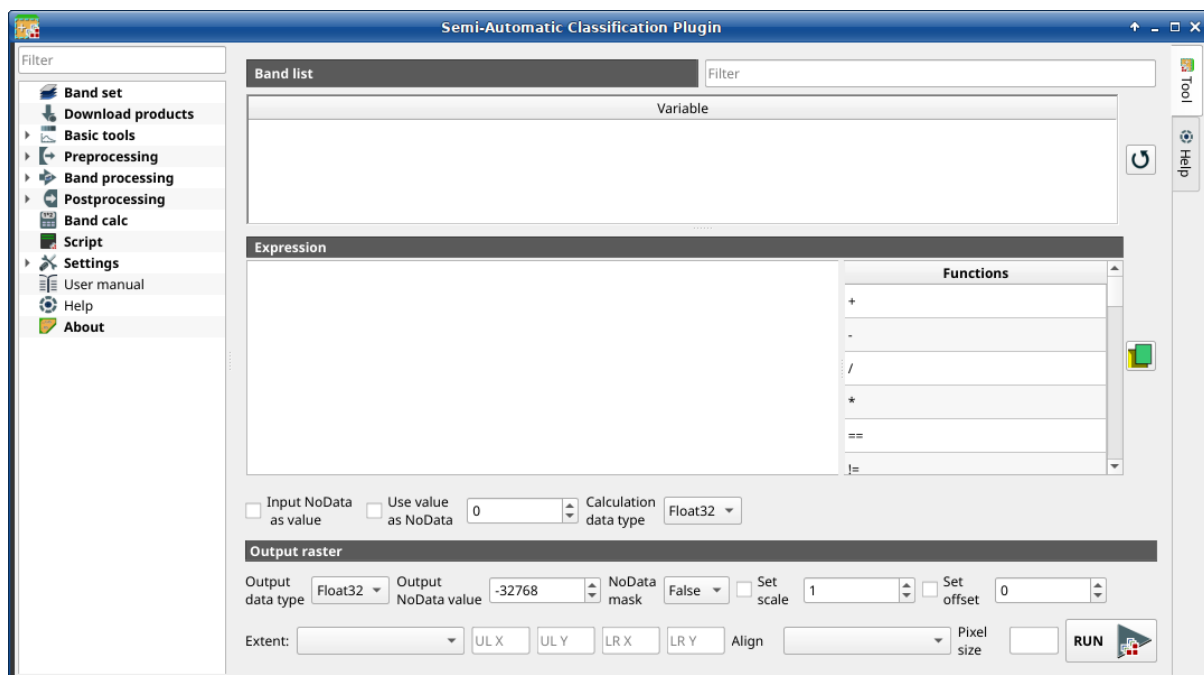 Semi-Automatic Classification Plugin
Filter
Band set
Download products
Basic tools
Preprocessing
Band processing
Postprocessing
Band calc
Script
Settings
User manual
Help
About
Band list
Filter
Variable
Expression
Functions
+
-
/
*
==
!=
Input NoData
as value
Use value
as NoData
0
Calculation
data type
Float32
Output raster
Output
data type
Float32
Output
NoData value
-32768
NoData
mask
False
Set
scale
1
Set
offset
0
Extent:
UL X
UL Y
LR X
LR Y
Align
Pixel
size
RUN
Tool
Help